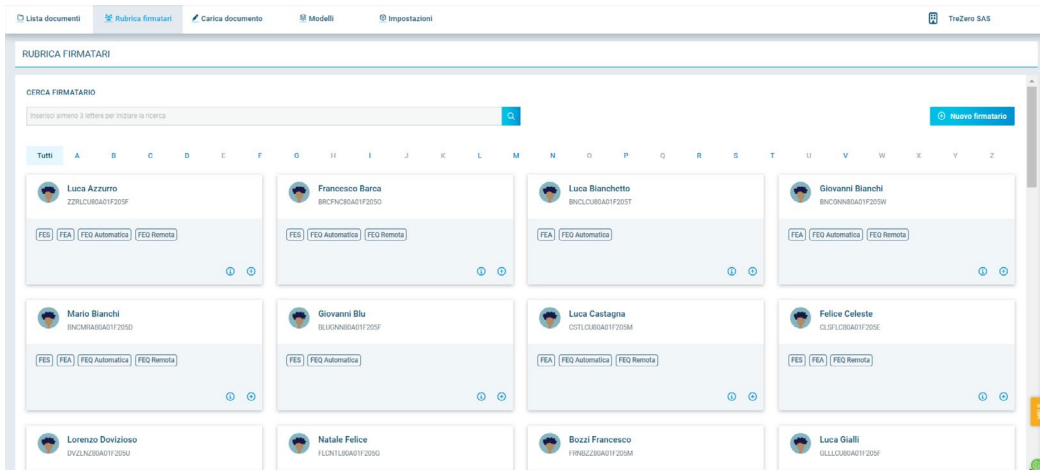 Lista documenti Rubrica firmatari Carica documento Modelli Impostazioni TreZero SAS
RUBRICA FIRMATARI
CERCA FIRMATARIO
Inserisci almeno 3 lettere per iniziare la ricerca
Nuovo firmatario
Tutti A B C D E F G H I J K L M N O P Q R S T U V W X Y Z
Luca Azzurro Francesco Barca Luca Bianchetto Giovanni Bianchi
ZZRLCU80A01F205F BRCFNC80A01F205O BNCLCU80A01F205T BNCGNN80A01F205W
FES FEA FEQ Automatica FEQ Remota FES FEQ Automatica FEQ Remota FEA FEQ Automatica FEA FEQ Automatica FEQ Remota
Mario Bianchi Giovanni Blu Luca Castagna Felice Celeste
BNCMRA80A01F205D BLUGNN80A01F205F CSTLCU80A01F205M CLSFLC80A01F205E
FES FEA FEQ Automatica FEQ Remota FES FEQ Automatica FEA FEQ Automatica FEQ Remota FES FEA FEQ Remota
Lorenzo Dovizioso Natale Felice Bozzi Francesco Luca Gialli
DVZLNZ80A01F205U FLCNTL80A01F205G FRNBZZ80A01F205M GLLLCU80A01F205F